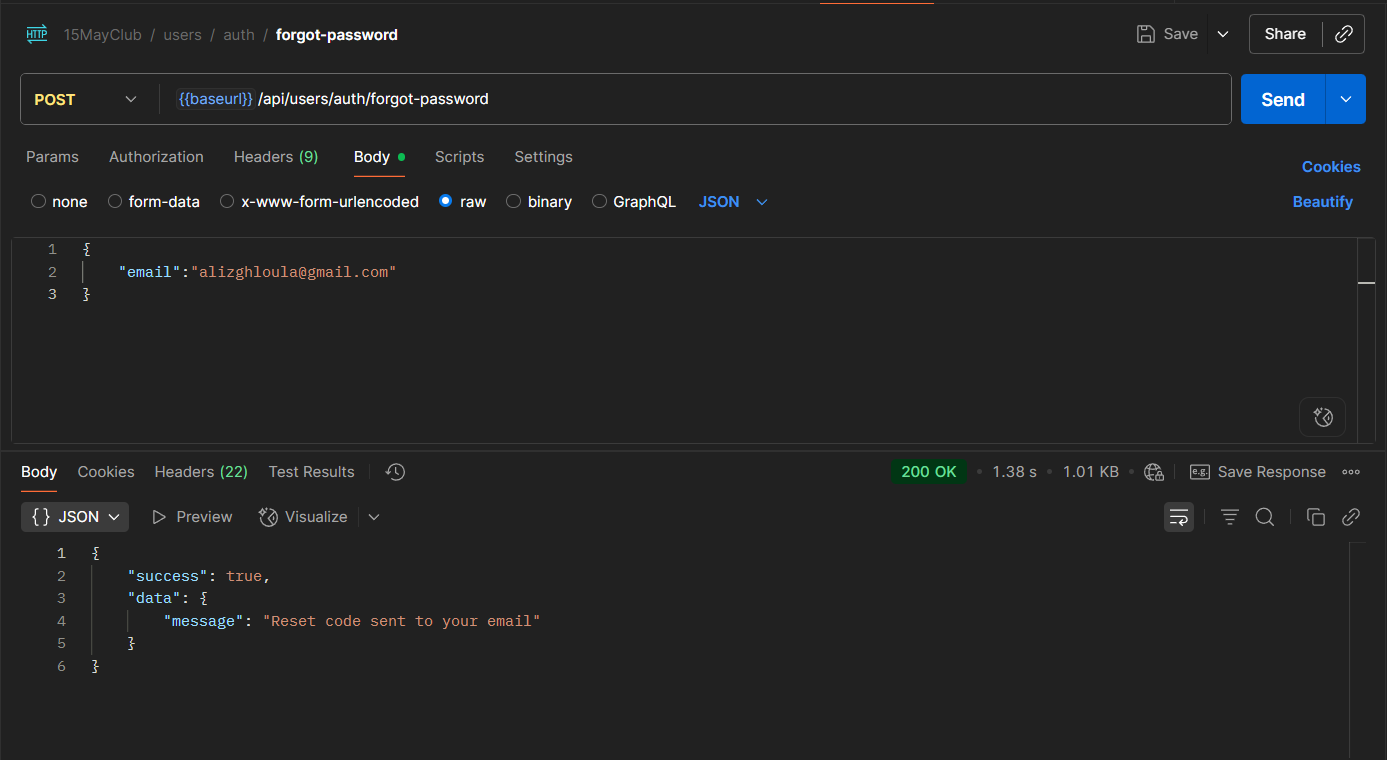 HTTP 15MayClub / users / auth / forgot-password Save Share
POST {{baseurl}} /api/users/auth/forgot-password Send
Params Authorization Headers (9) Body Scripts Settings Cookies
none form-data x-www-form-urlencoded raw binary GraphQL JSON Beautify
1 {
2 "email":"alizghloula@gmail.com"
3 }
Body Cookies Headers (22) Test Results 200 OK • 1.38 s • 1.01 KB • e.g. Save Response
{} JSON Preview Visualize
1 {
2 "success": true,
3 "data": {
4 "message": "Reset code sent to your email"
5 }
6 }